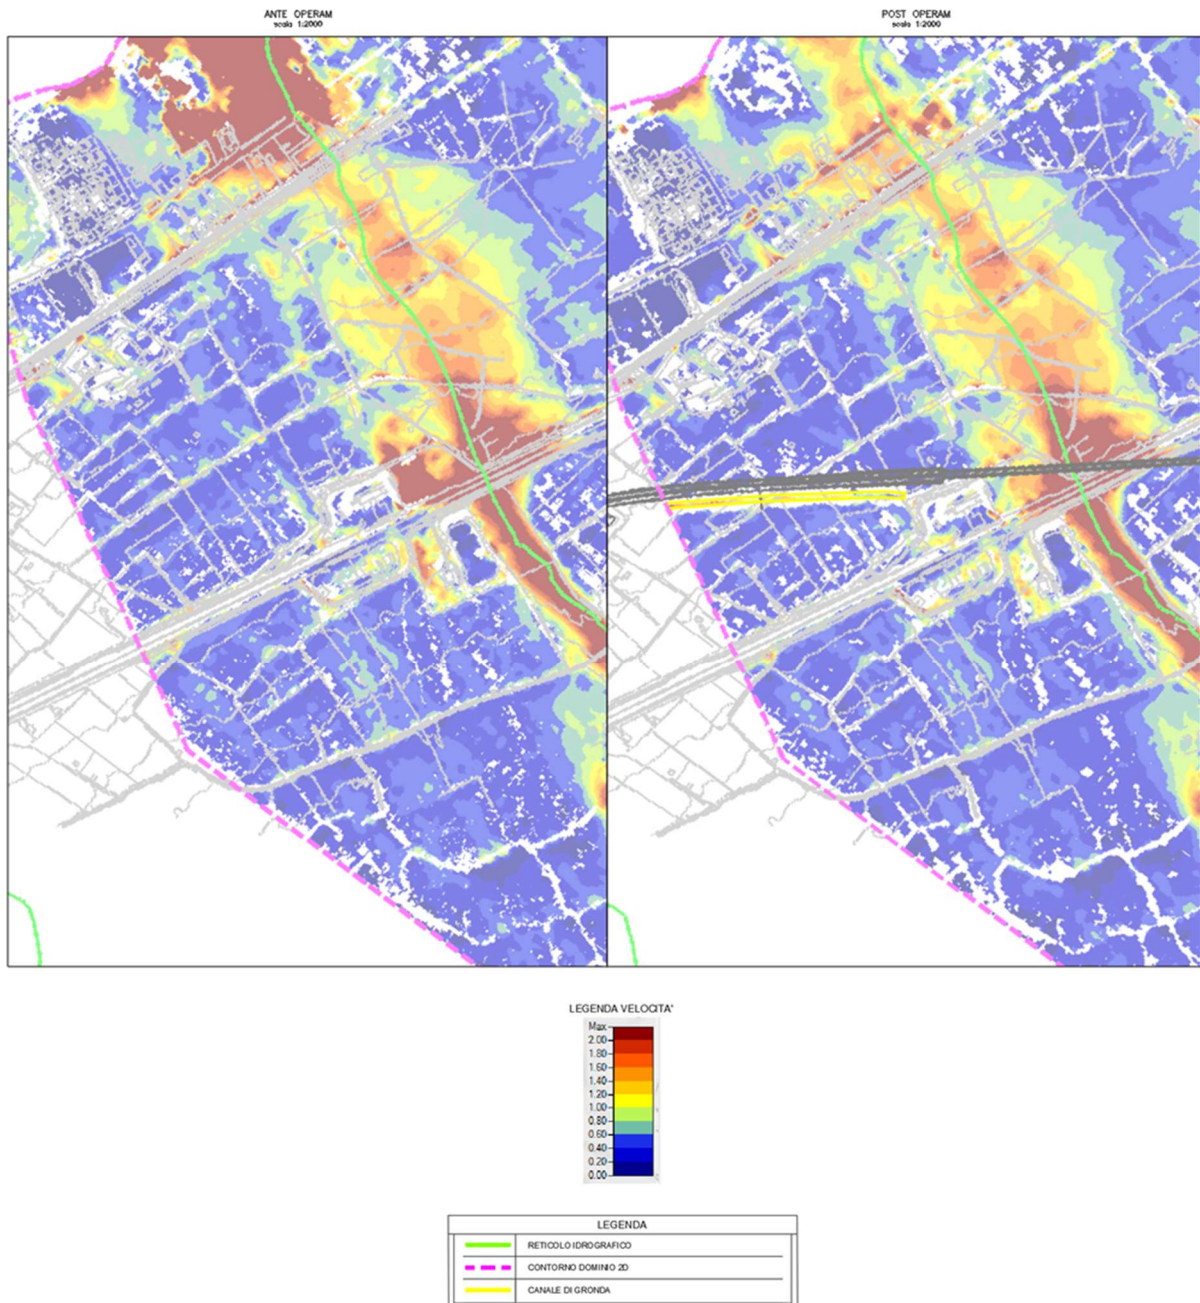 ANTE OPERAM
scala 1:2000
POST OPERAM
scala 1:2000
LEGENDA VELOCITA'
Max
2.00
1.80
1.60
1.40
1.20
1.00
0.80
0.60
0.40
0.20
0.00
LEGENDA
RETICOLO IDROGRAFICO
CONTORNO DOMINIO 2D
CANALE DI GRONDA